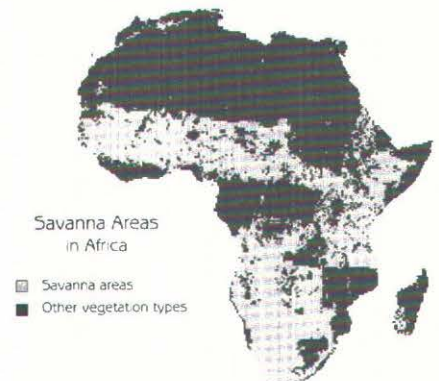 Savanna Areas
in Africa
Savanna areas
Other vegetation types